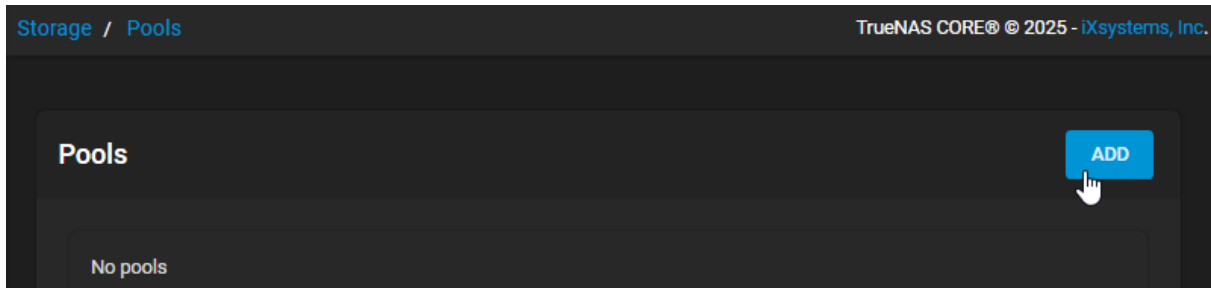 Storage / Pools
TrueNAS CORE® © 2025 - iXsystems, Inc.
Pools
ADD
No pools